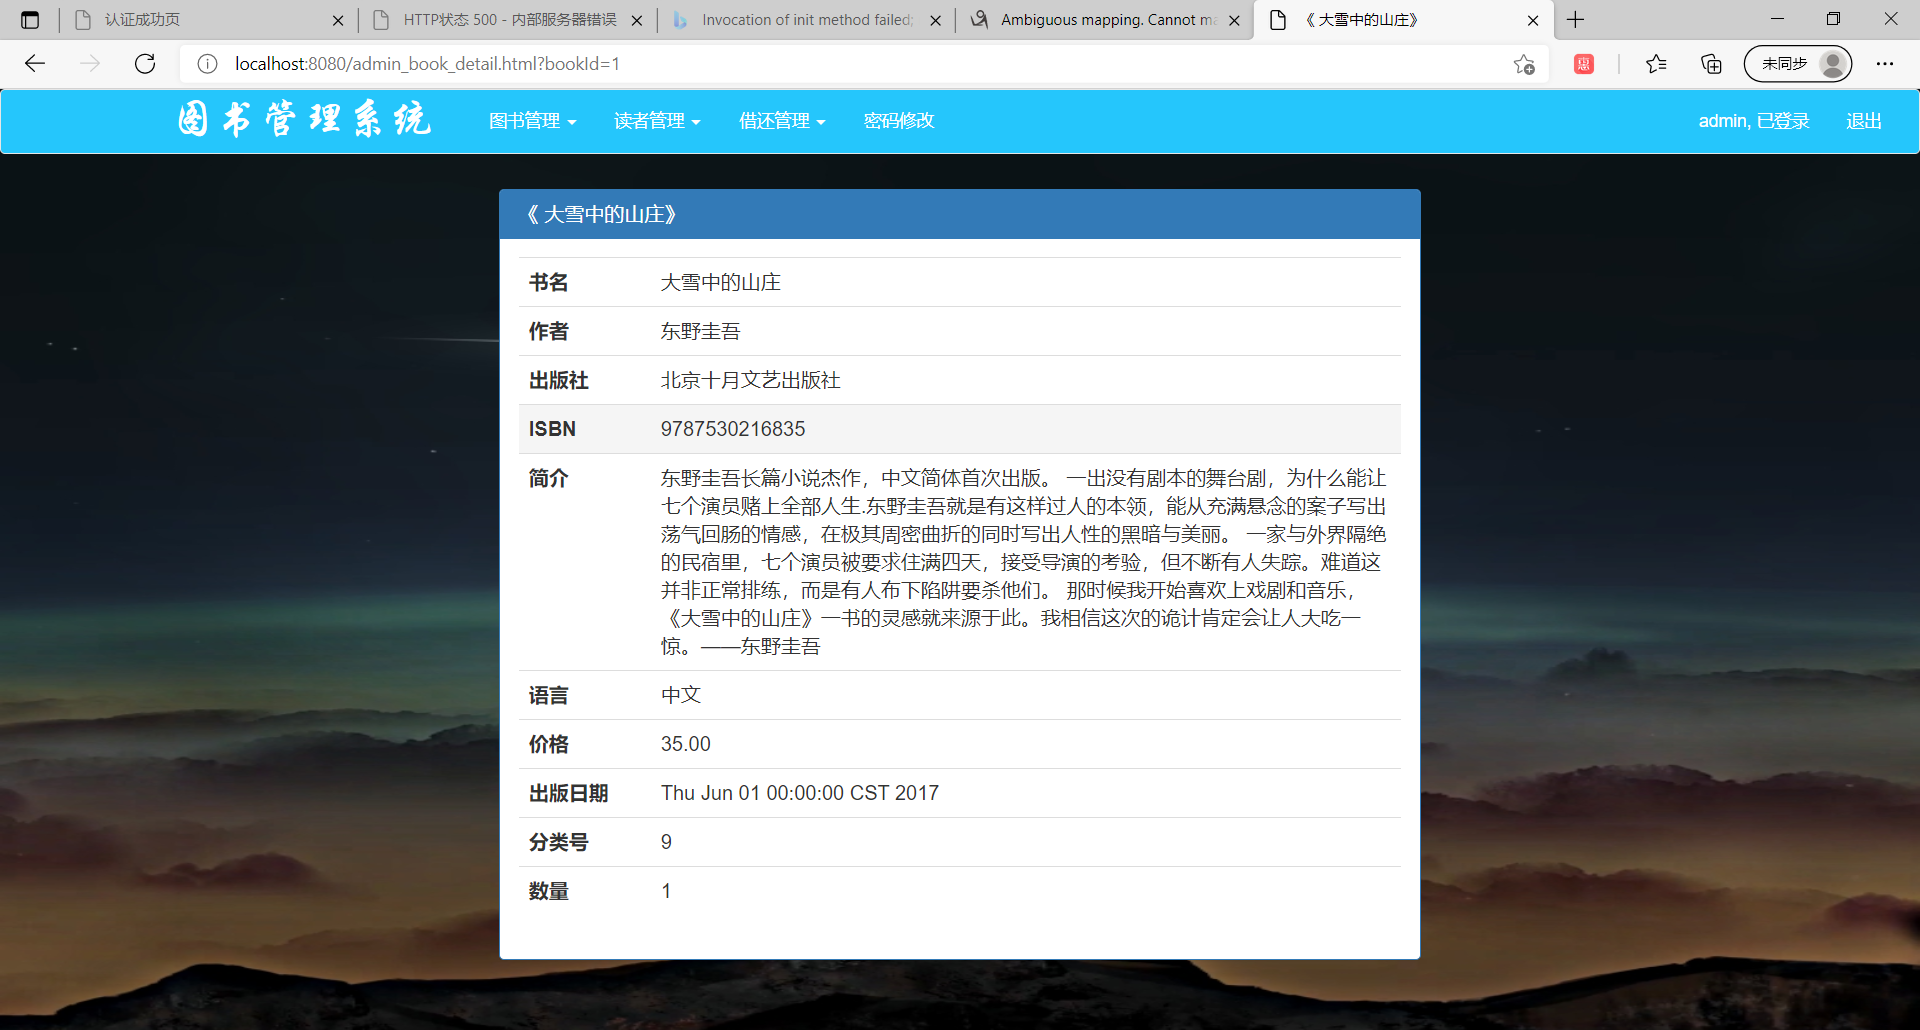 认证成功页
HTTP状态 500 - 内部服务器错误
Invocation of init method failed;
Ambiguous mapping. Cannot ma
《 大雪中的山庄》
localhost:8080/admin_book_detail.html?bookId=1
惠
未同步
图书管理系统
图书管理
读者管理
借还管理
密码修改
admin, 已登录
退出
《 大雪中的山庄》
书名 大雪中的山庄
作者 东野圭吾
出版社 北京十月文艺出版社
ISBN 9787530216835
简介 东野圭吾长篇小说杰作，中文简体首次出版。 一出没有剧本的舞台剧，为什么能让
七个演员赌上全部人生.东野圭吾就是有这样过人的本领，能从充满悬念的案子写出
荡气回肠的情感，在极其周密曲折的同时写出人性的黑暗与美丽。 一家与外界隔绝
的民宿里，七个演员被要求住满四天，接受导演的考验，但不断有人失踪。难道这
并非正常排练，而是有人布下陷阱要杀他们。 那时候我开始喜欢上戏剧和音乐，
《大雪中的山庄》一书的灵感就来源于此。我相信这次的诡计肯定会让人大吃一
惊。——东野圭吾
语言 中文
价格 35.00
出版日期 Thu Jun 01 00:00:00 CST 2017
分类号 9
数量 1